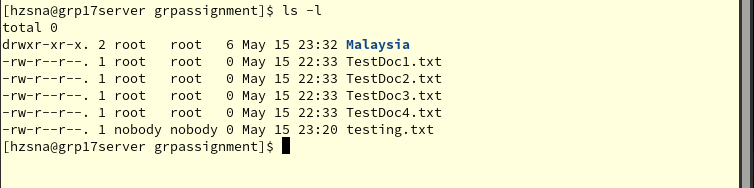 [hzsna@grp17server grpassignment]$ ls -l
total 0
drwxr-xr-x. 2 root   root   6 May 15 23:32 Malaysia
-rw-r--r--. 1 root   root   0 May 15 22:33 TestDoc1.txt
-rw-r--r--. 1 root   root   0 May 15 22:33 TestDoc2.txt
-rw-r--r--. 1 root   root   0 May 15 22:33 TestDoc3.txt
-rw-r--r--. 1 root   root   0 May 15 22:33 TestDoc4.txt
-rw-r--r--. 1 nobody nobody 0 May 15 23:20 testing.txt
[hzsna@grp17server grpassignment]$